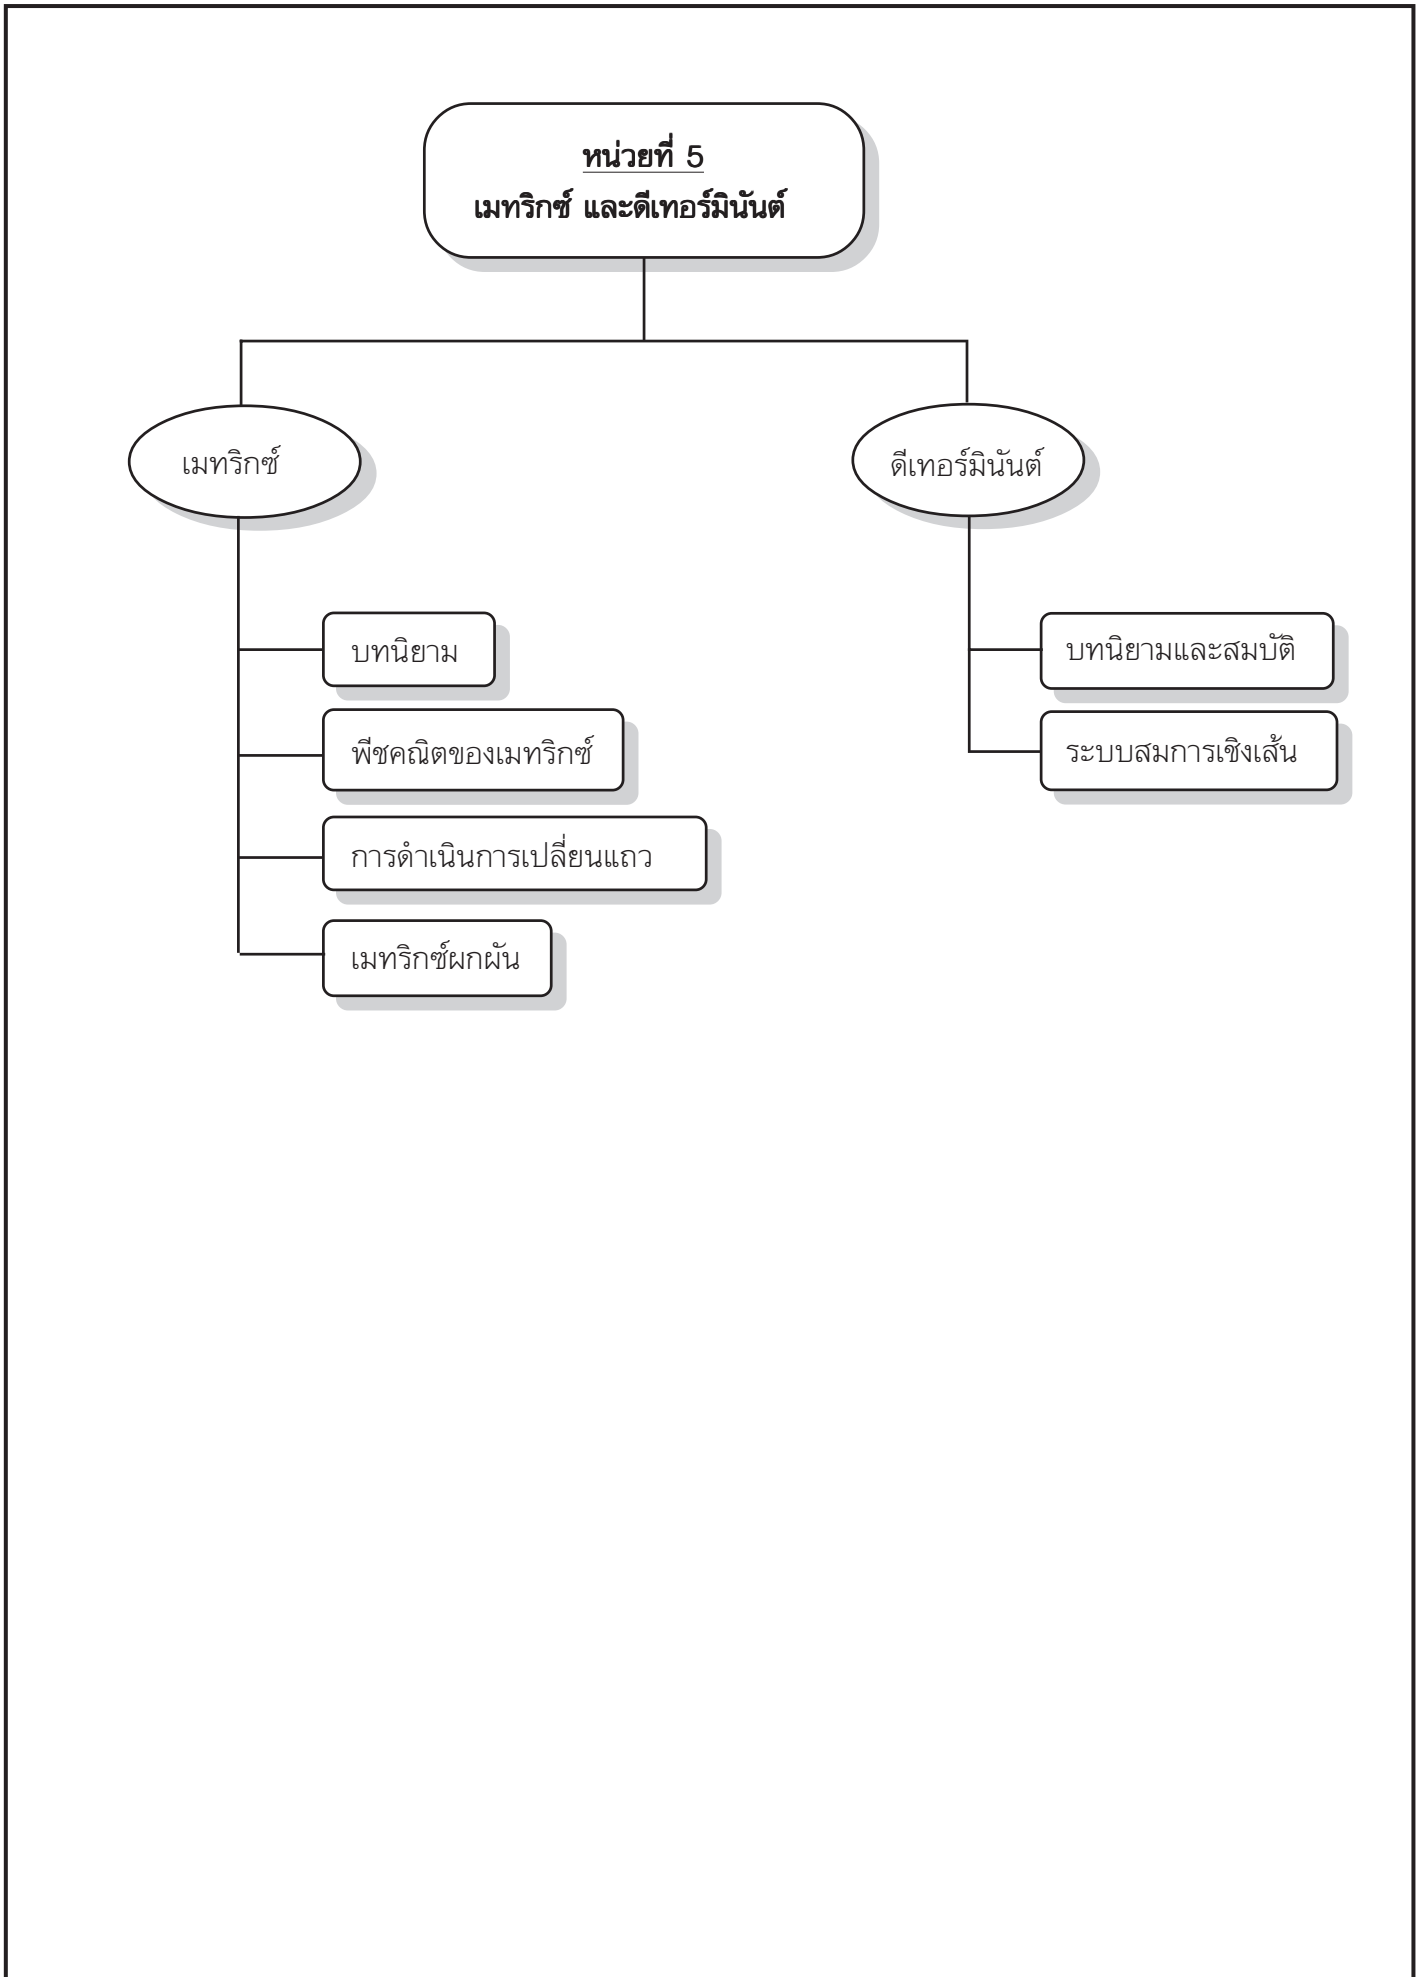 หน่วยที่ 5
เมทริกซ์ และดีเทอร์มินันต์
เมทริกซ์
บทนิยาม
พีชคณิตของเมทริกซ์
การดำเนินการเปลี่ยนแถว
เมทริกซ์ผกผัน
ดีเทอร์มินันต์
บทนิยามและสมบัติ
ระบบสมการเชิงเส้น